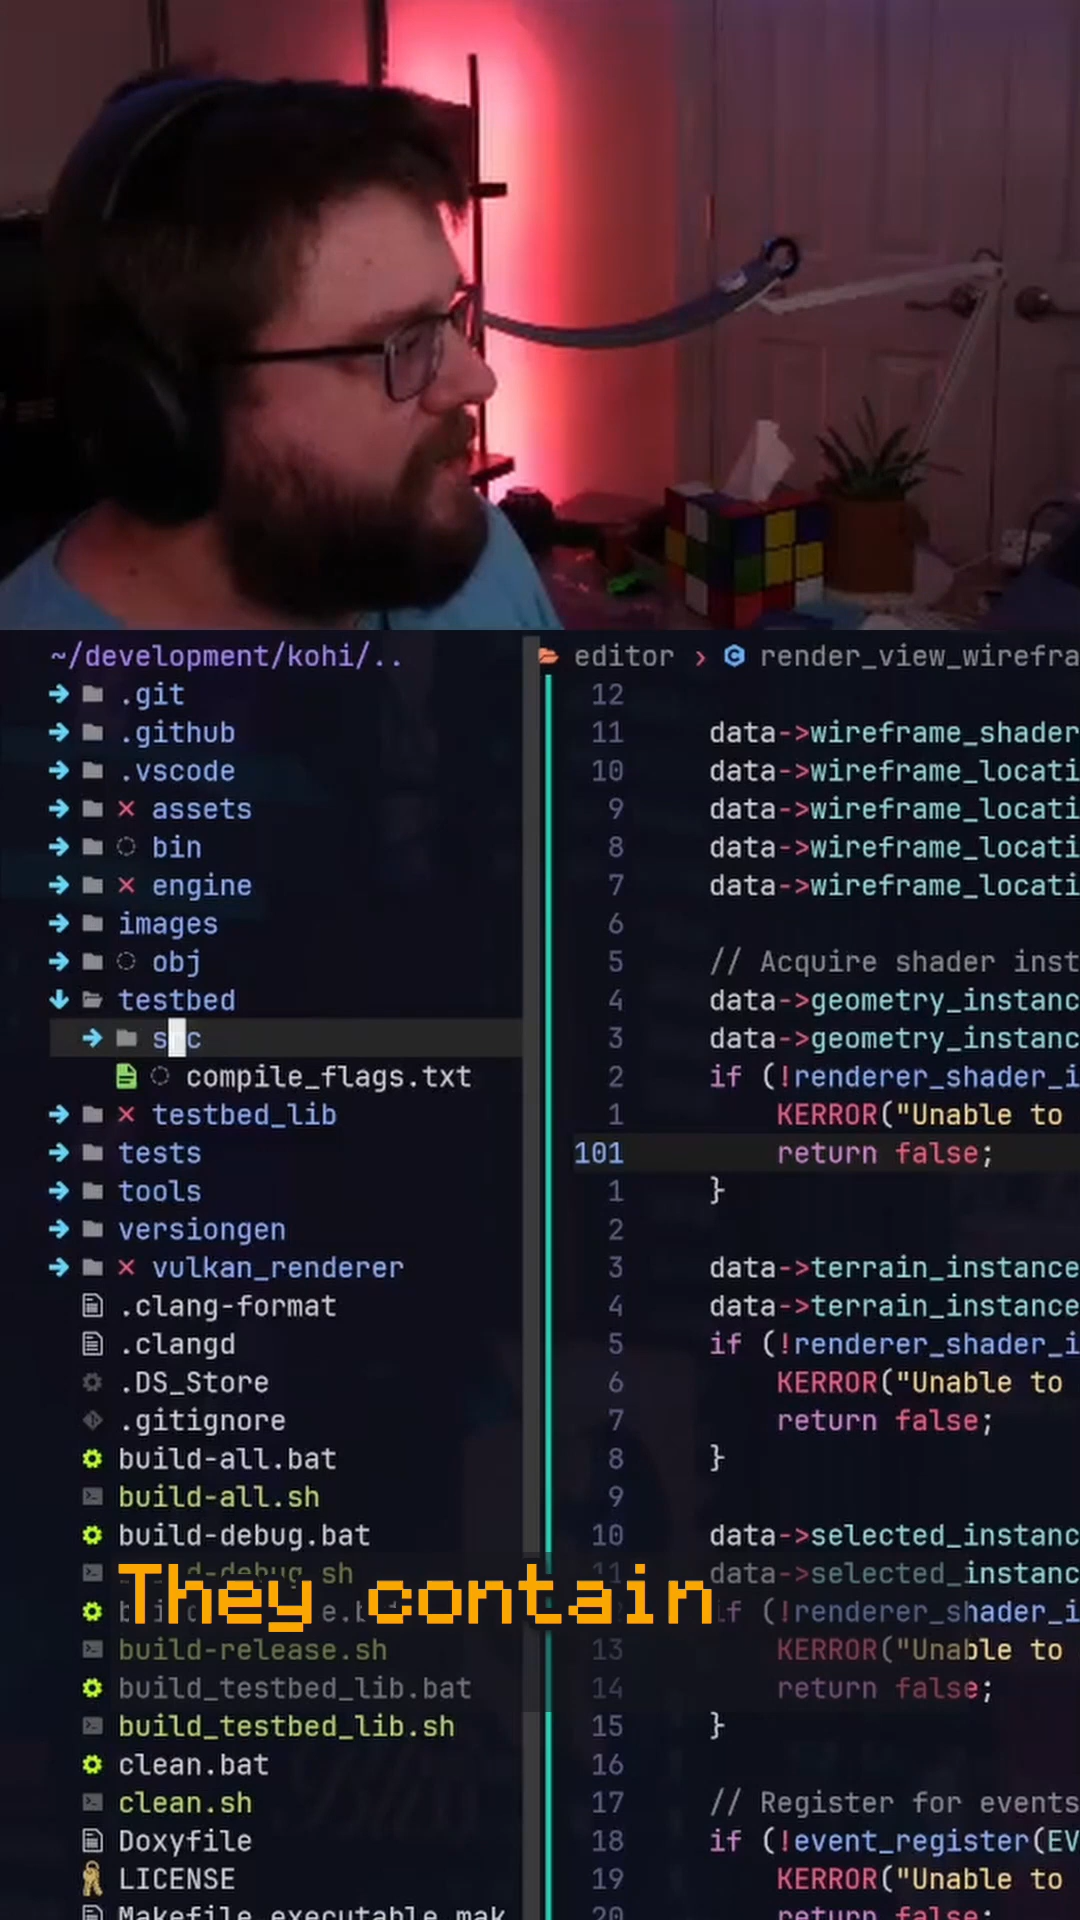 ~/development/kohi/..
.git
.github
.vscode
assets
bin
engine
images
obj
testbed
src
compile_flags.txt
testbed_lib
tests
tools
versiongen
vulkan_renderer
.clang-format
.clangd
.DS_Store
.gitignore
build-all.bat
build-all.sh
build-debug.bat
build-release.sh
build_testbed_lib.bat
build_testbed_lib.sh
clean.bat
clean.sh
Doxyfile
LICENSE
Makefile.executable.mak
They contain
editor > render_view_wirefra
12
11 data->wireframe_shader
10 data->wireframe_locati
9 data->wireframe_locati
8 data->wireframe_locati
7 data->wireframe_locati
6
5 // Acquire shader inst
4 data->geometry_instanc
3 data->geometry_instanc
2 if (!renderer_shader_i
1 KERROR("Unable to
101 return false;
1 }
2
3 data->terrain_instance
4 data->terrain_instance
5 if (!renderer_shader_i
6 KERROR("Unable to
7 return false;
8 }
9
10 data->selected_instanc
11 data->selected_instanc
if (!renderer_shader_i
13 KERROR("Unable to
14 return false;
15 }
16
17 // Register for events
18 if (!event_register(EV
19 KERROR("Unable to
20 return false;